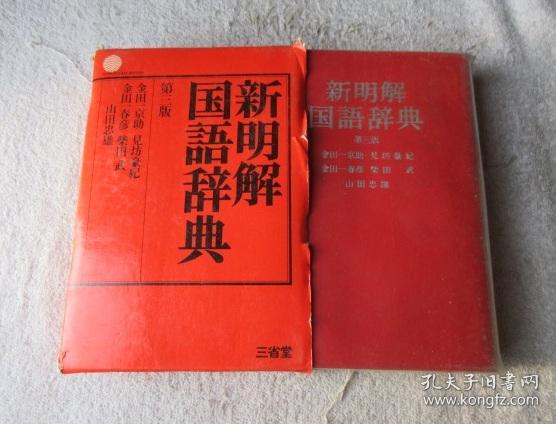 新明解
国語辞典
第三版
金田一京助 見坊豪紀
金田一春彦 柴田 武
山田忠雄
三省堂
新明解
国語辞典
第三版
金田一京助 見坊豪紀
金田一春彦 柴田 武
山田忠雄
孔夫子旧书网
www.kongfz.com